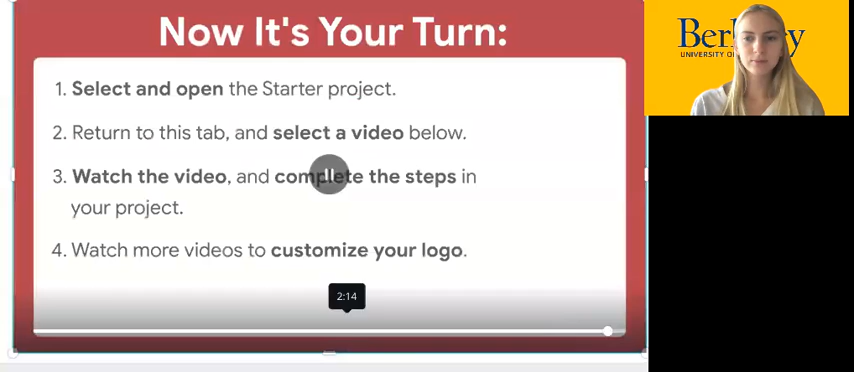 Now It's Your Turn:
1. Select and open the Starter project.
2. Return to this tab, and select a video below.
3. Watch the video, and complete the steps in
your project.
4. Watch more videos to customize your logo.
2:14
Ber y
UNIVERSITY O